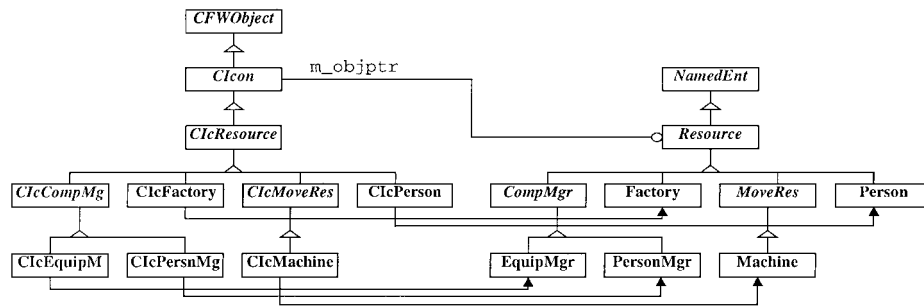 CFWObject
CIcon
m_objptr
NamedEnt
CIcResource
Resource
CIcCompMg
CIcFactory
CIcMoveRes
CIcPerson
CompMgr
Factory
MoveRes
Person
CIcEquipM
CIcPersnMg
CIcMachine
EquipMgr
PersonMgr
Machine